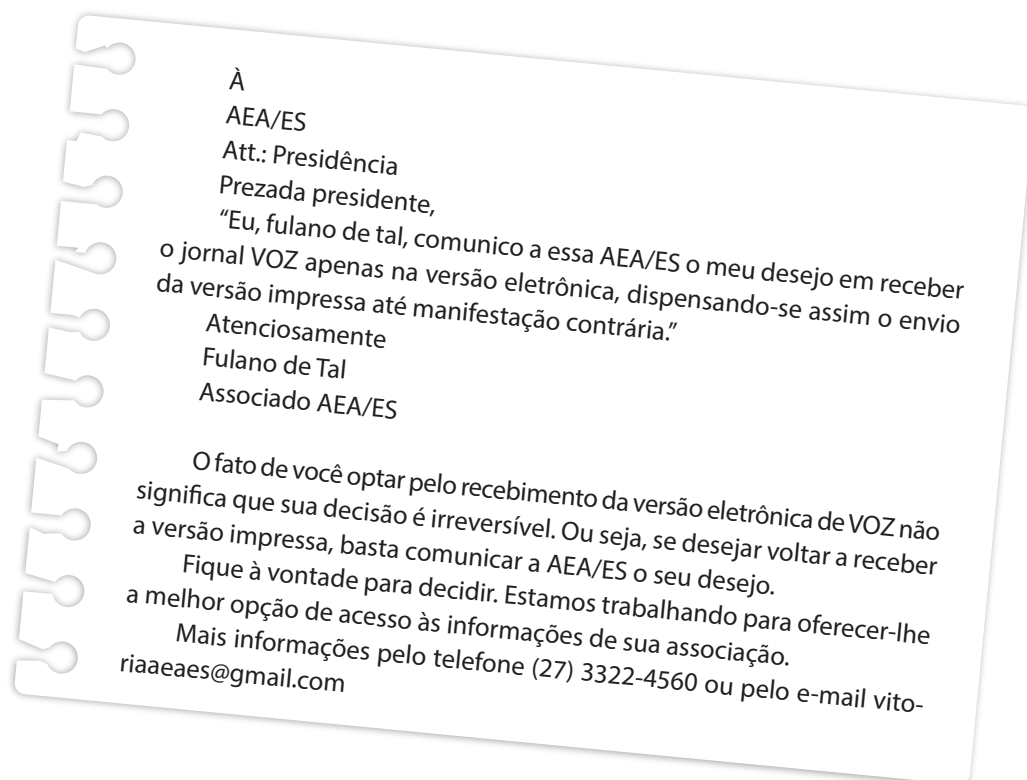 À
AEA/ES
Att.: Presidência
Prezada presidente,
“Eu, fulano de tal, comunico a essa AEA/ES o meu desejo em receber
o jornal VOZ apenas na versão eletrônica, dispensando-se assim o envio
da versão impressa até manifestação contrária.”
Atenciosamente
Fulano de Tal
Associado AEA/ES
O fato de você optar pelo recebimento da versão eletrônica de VOZ não
significa que sua decisão é irreversível. Ou seja, se desejar voltar a receber
a versão impressa, basta comunicar a AEA/ES o seu desejo.
Fique à vontade para decidir. Estamos trabalhando para oferecer-lhe
a melhor opção de acesso às informações de sua associação.
Mais informações pelo telefone (27) 3322-4560 ou pelo e-mail vito-
riaaeaes@gmail.com